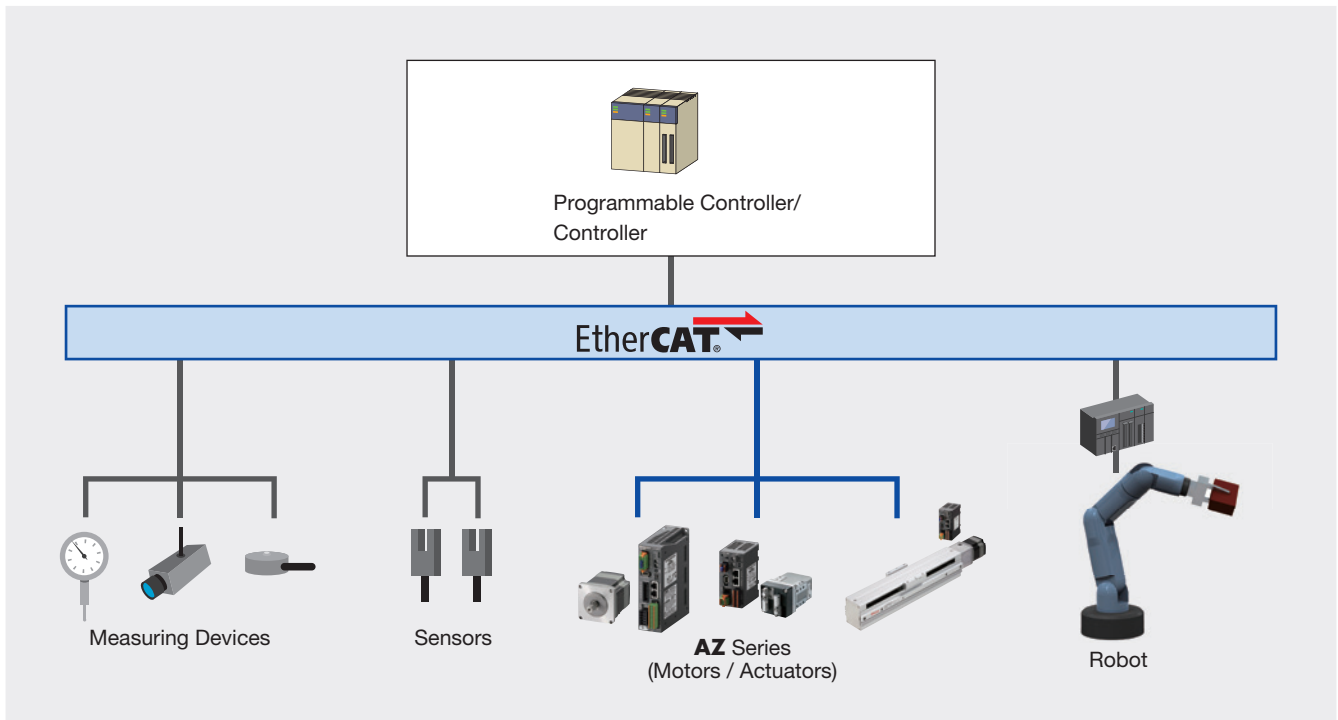 Programmable Controller/
Controller
EtherCAT®
Measuring Devices
Sensors
AZ Series
(Motors / Actuators)
Robot